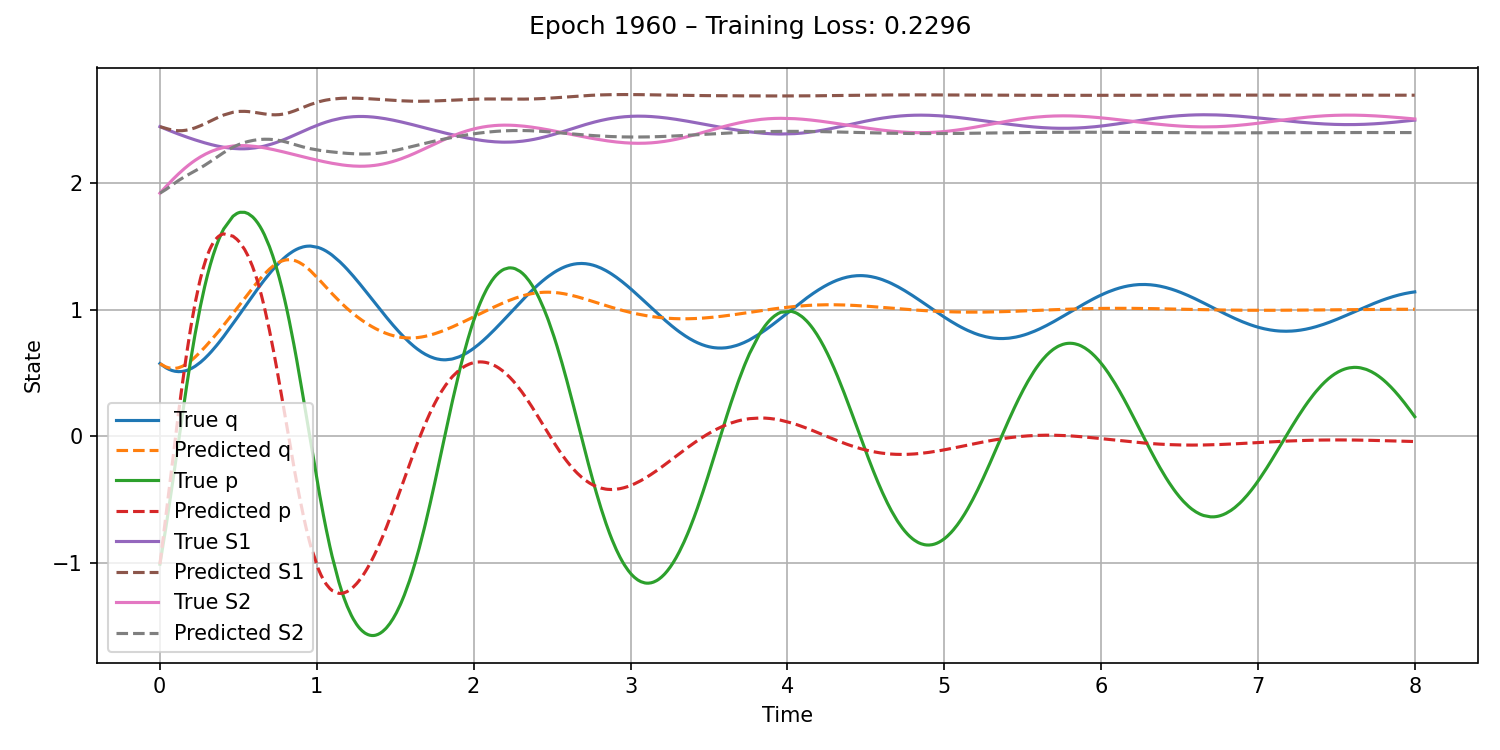 Epoch 1960 – Training Loss: 0.2296
State
2
1
0
−1
True q
Predicted q
True p
Predicted p
True S1
Predicted S1
True S2
Predicted S2
0 1 2 3 4 5 6 7 8
Time